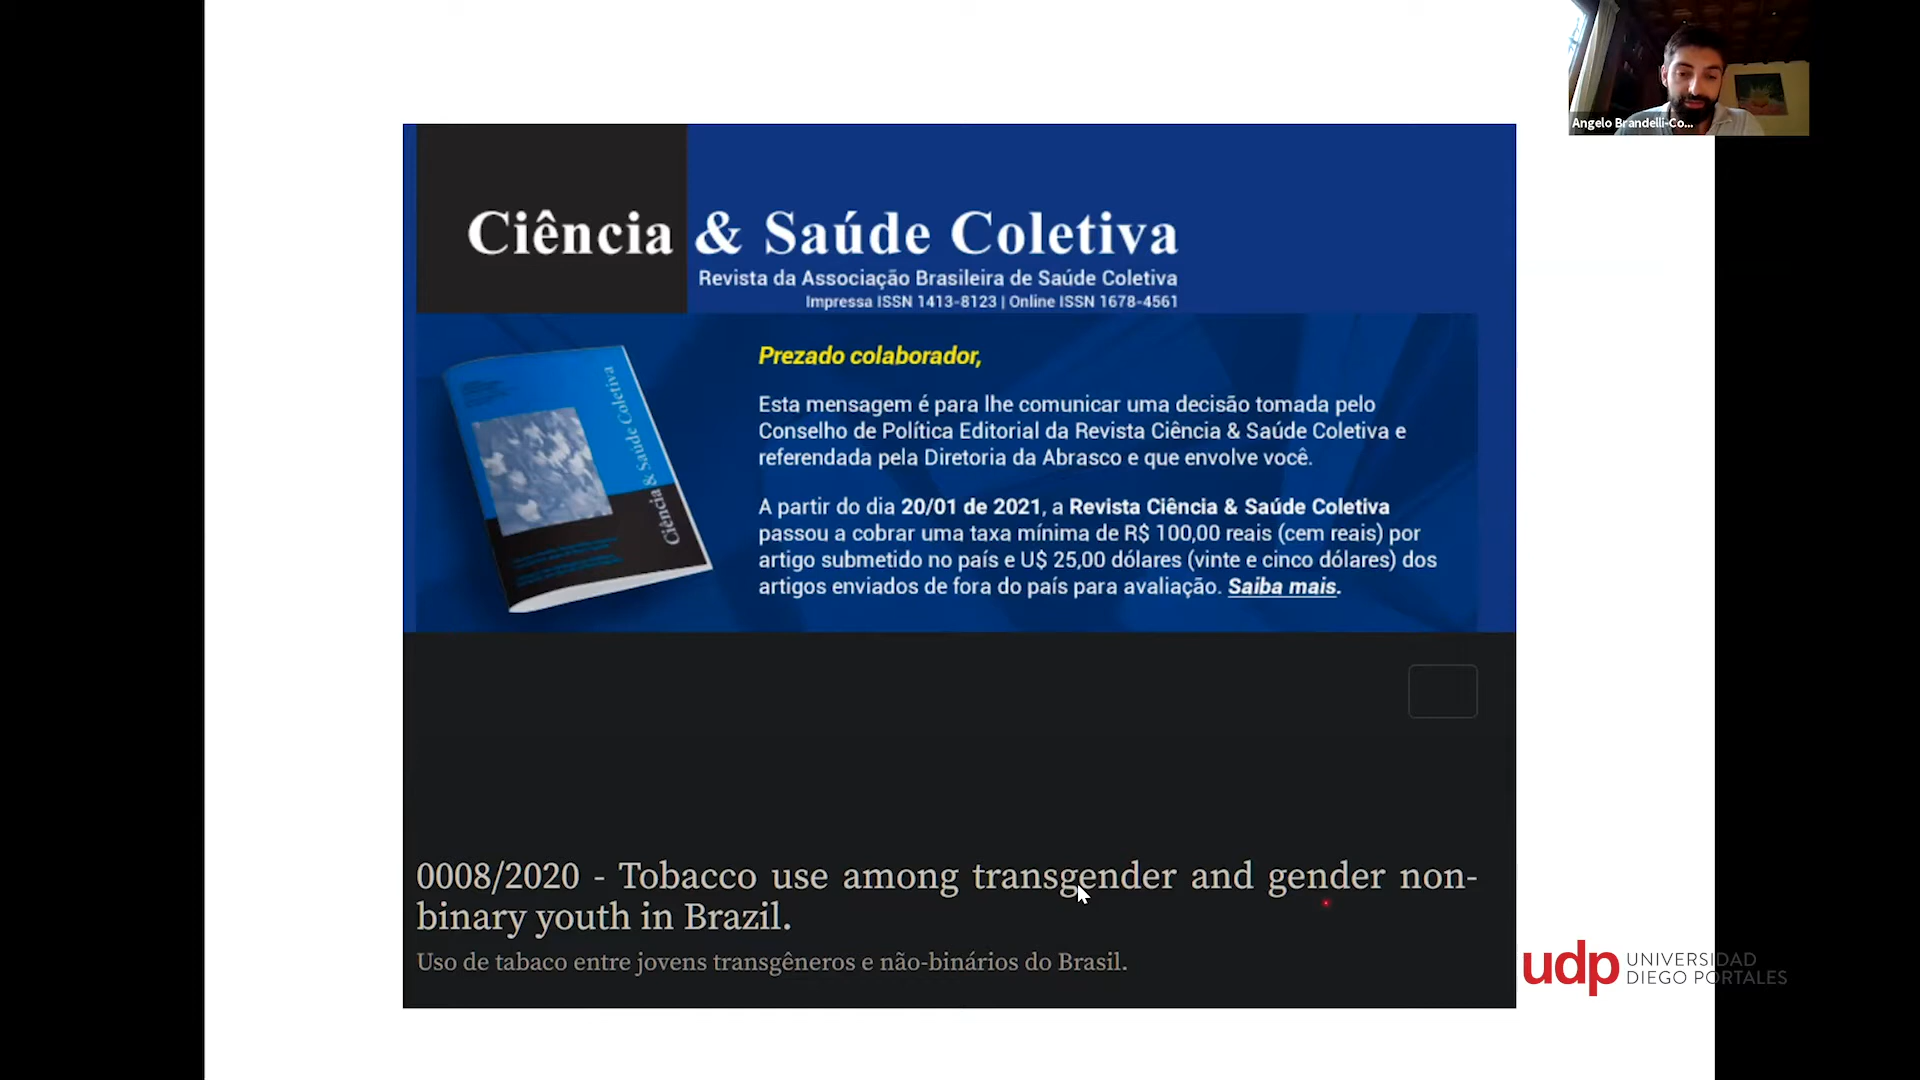 Angelo Brandelli-Co...
Ciência & Saúde Coletiva
Revista da Associação Brasileira de Saúde Coletiva
Impressa ISSN 1413-8123 | Online ISSN 1678-4561
Ciência & Saúde Coletiva
Prezado colaborador,
Esta mensagem é para lhe comunicar uma decisão tomada pelo
Conselho de Política Editorial da Revista Ciência & Saúde Coletiva e
referendada pela Diretoria da Abrasco e que envolve você.
A partir do dia 20/01 de 2021, a Revista Ciência & Saúde Coletiva
passou a cobrar uma taxa mínima de R$ 100,00 reais (cem reais) por
artigo submetido no país e U$ 25,00 dólares (vinte e cinco dólares) dos
artigos enviados de fora do país para avaliação. Saiba mais.
0008/2020 - Tobacco use among transgender and gender non-
binary youth in Brazil.
Uso de tabaco entre jovens transgêneros e não-binários do Brasil.
udp UNIVERSIDAD
DIEGO PORTALES